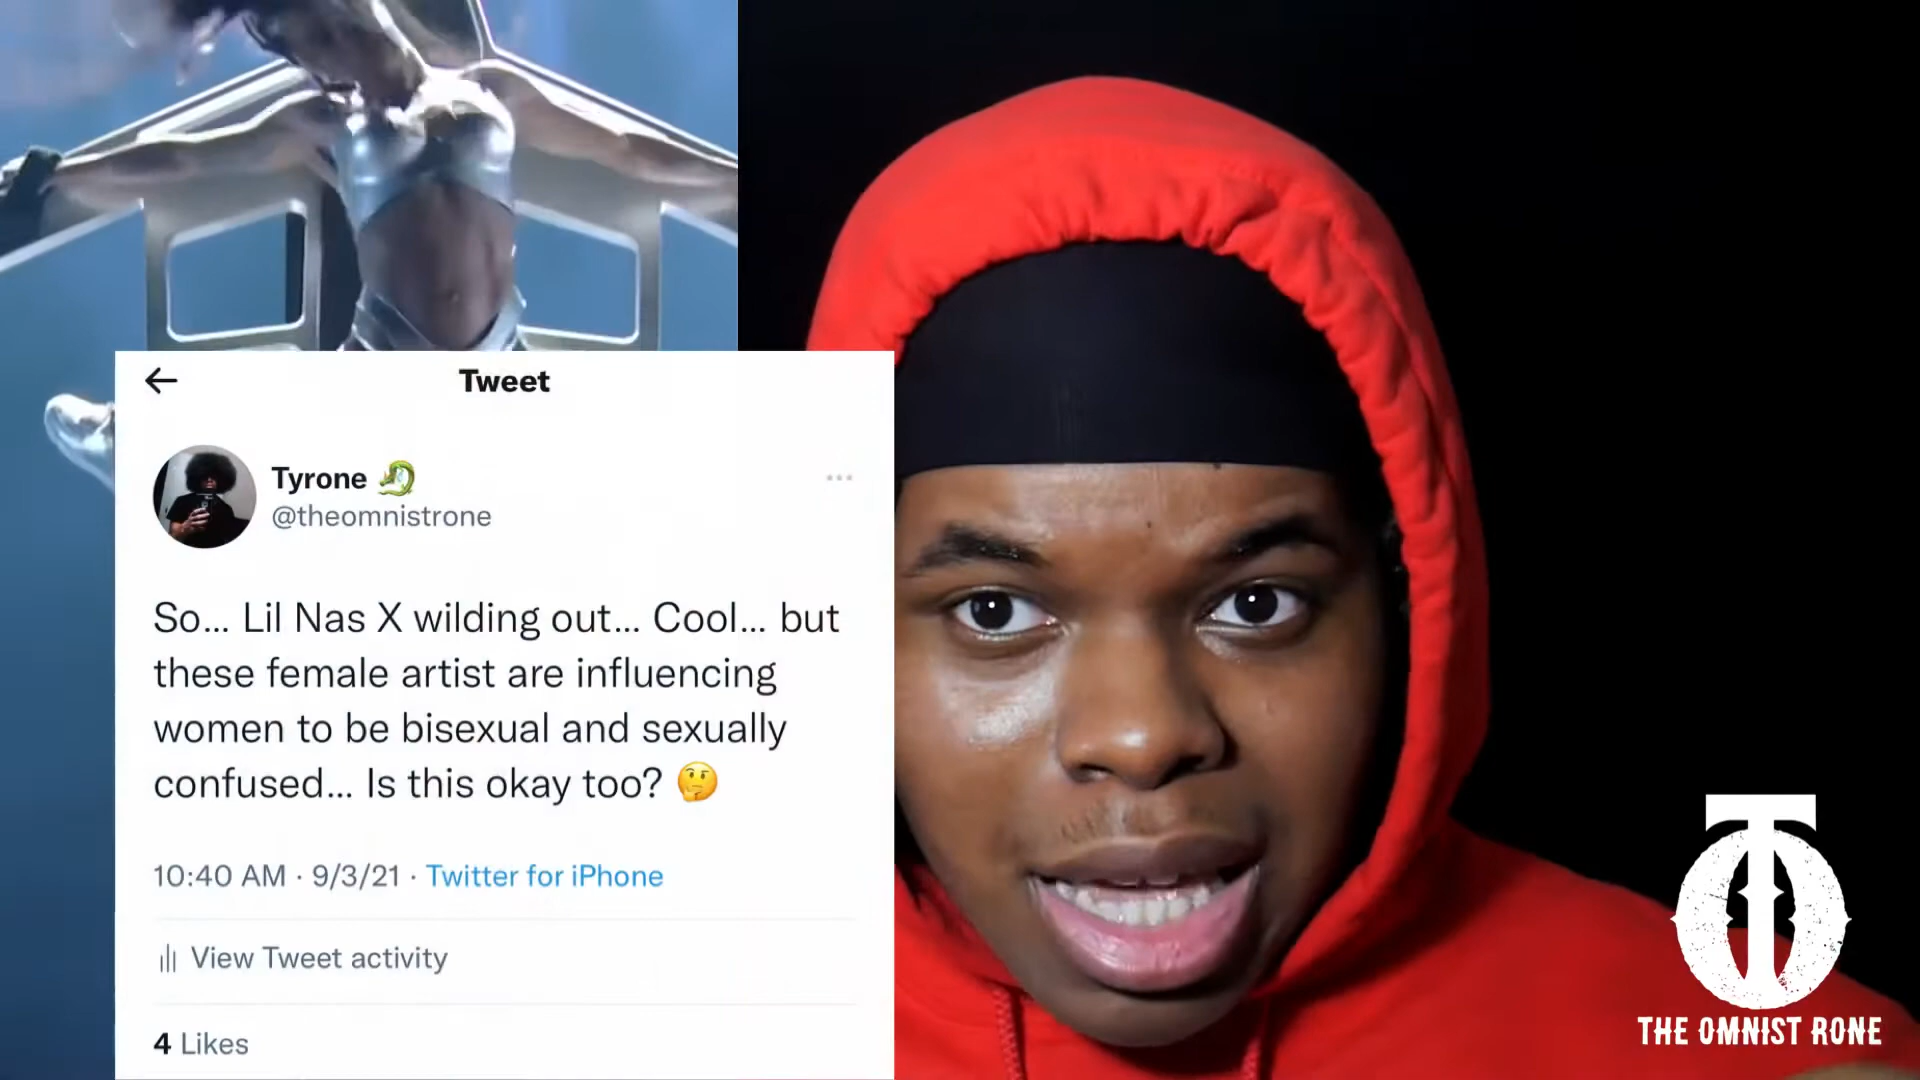 Tweet
Tyrone
@theomnistrone
So... Lil Nas X wilding out... Cool... but
these female artist are influencing
women to be bisexual and sexually
confused... Is this okay too? 🤔
10:40 AM · 9/3/21 · Twitter for iPhone
View Tweet activity
4 Likes
THE OMNIST RONE